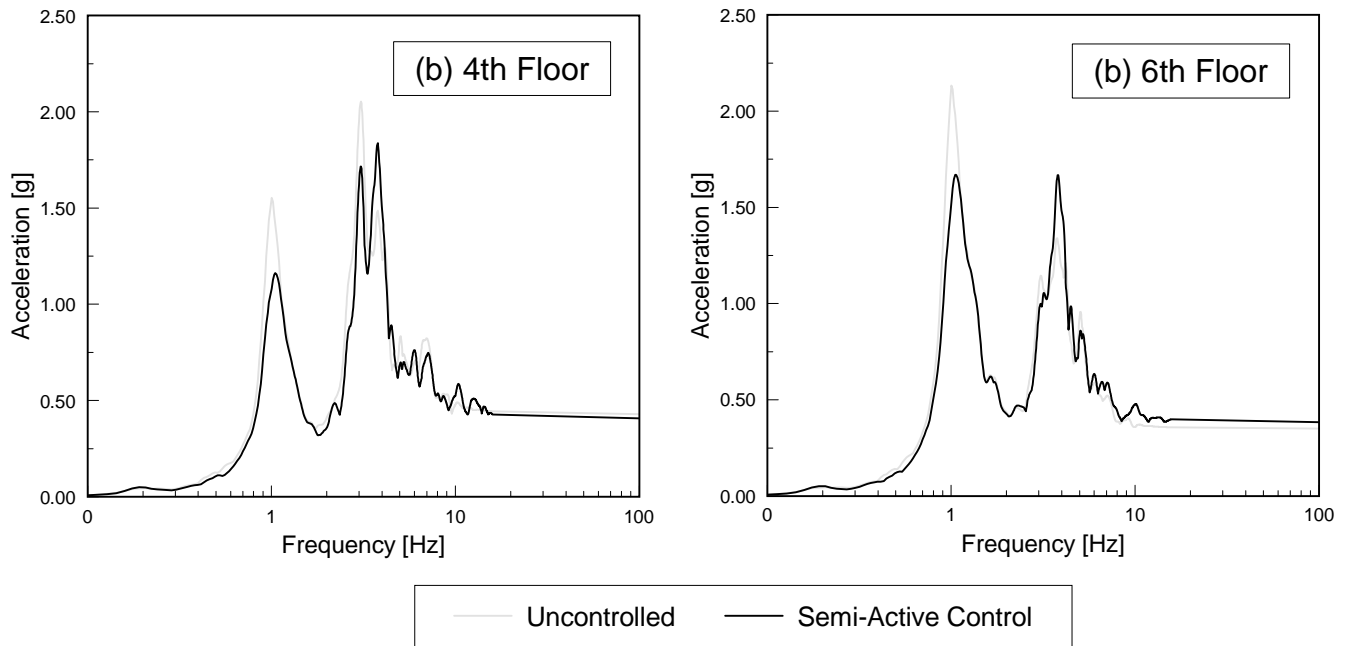 2.50
2.00
1.50
1.00
0.50
0.00
Acceleration [g]
(b) 4th Floor
0
1
10
100
Frequency [Hz]
2.50
2.00
1.50
1.00
0.50
0.00
Acceleration [g]
(b) 6th Floor
0
1
10
100
Frequency [Hz]
Uncontrolled
Semi-Active Control